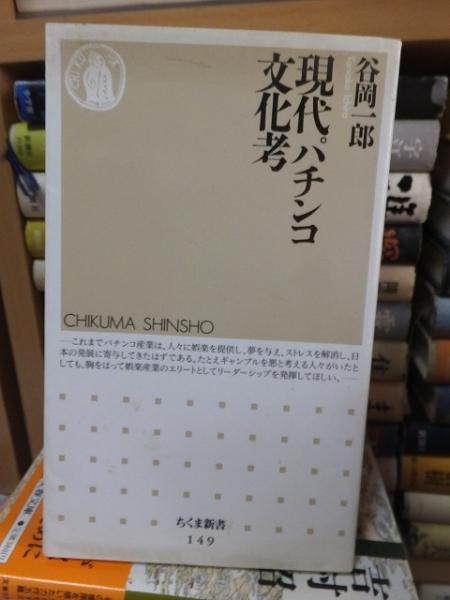 谷岡一郎
Tanioka Ichiro
現代パチンコ
文化考
CHIKUMA SHINSHO
―これまでパチンコ産業は、人々に娯楽を提供し、夢を与え、ストレスを解消し、日
本の発展に寄与してきたはずである。たとえギャンブルを悪と考える人々がいたと
しても、胸をはって娯楽産業のエリートとしてリーダーシップを発揮してほしい。―
ちくま新書
149
吉村昭